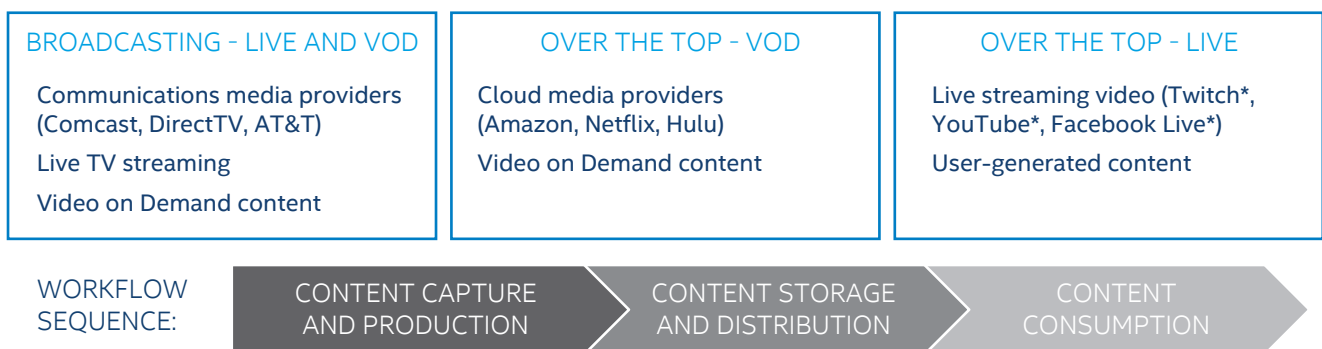 BROADCASTING - LIVE AND VOD
Communications media providers
(Comcast, DirectTV, AT&T)
Live TV streaming
Video on Demand content
OVER THE TOP - VOD
Cloud media providers
(Amazon, Netflix, Hulu)
Video on Demand content
OVER THE TOP - LIVE
Live streaming video (Twitch*,
YouTube*, Facebook Live*)
User-generated content
WORKFLOW
SEQUENCE:
CONTENT CAPTURE
AND PRODUCTION
CONTENT STORAGE
AND DISTRIBUTION
CONTENT
CONSUMPTION